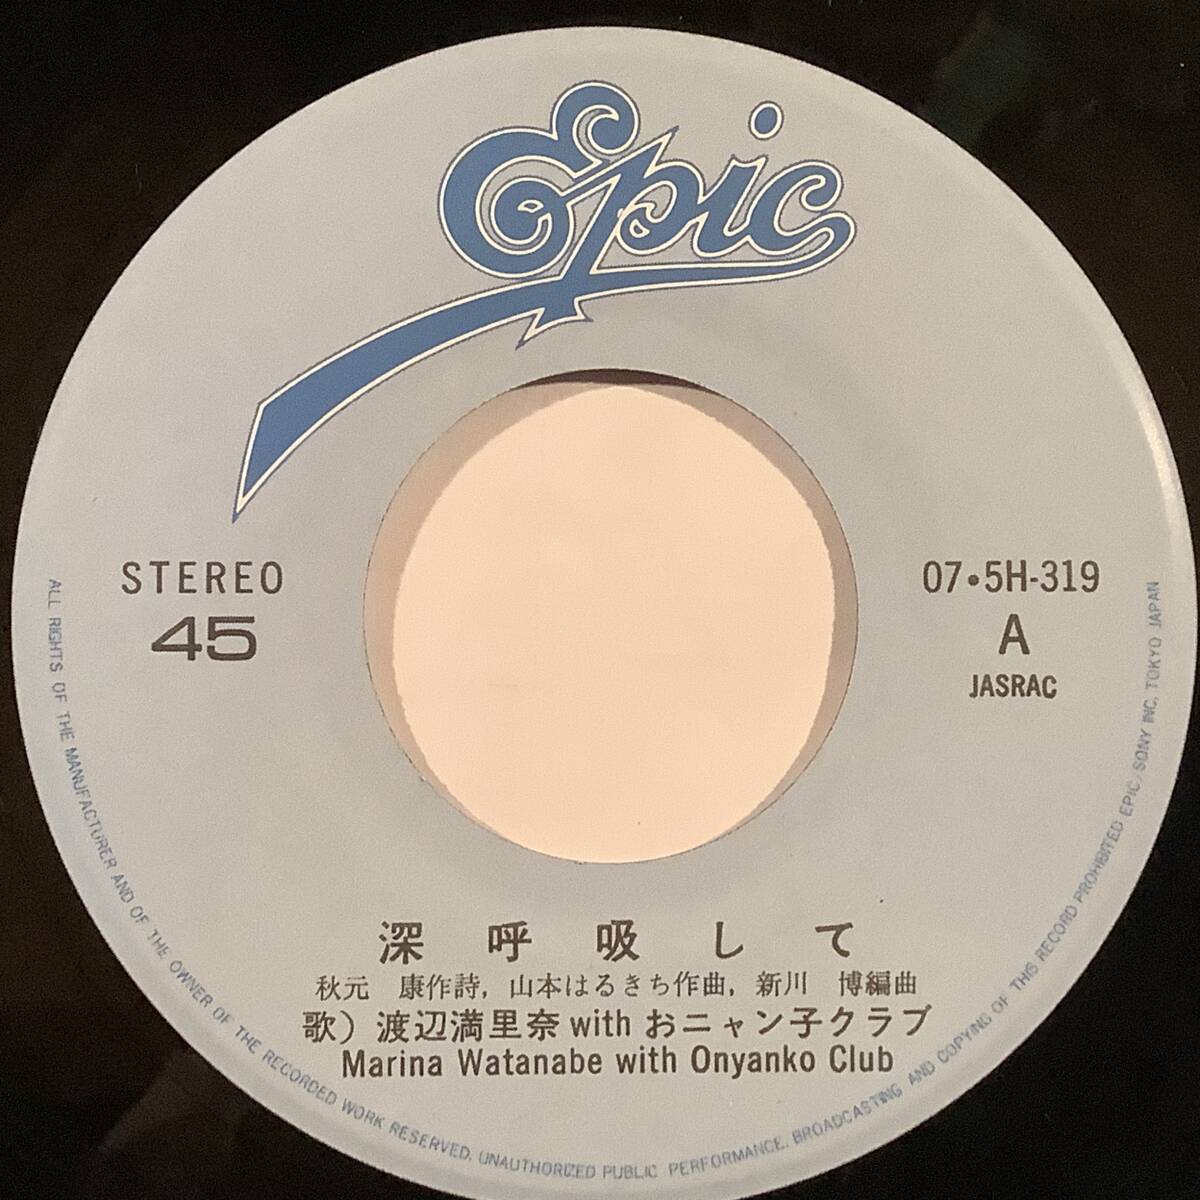 Epic
STEREO
45
07・5H-319
A
JASRAC
深呼吸して
秋元 康作詩, 山本はるきち作曲, 新川 博編曲
歌）渡辺満里奈 with おニャン子クラブ
Marina Watanabe with Onyanko Club
ALL RIGHTS OF THE MANUFACTURER AND OF THE OWNER OF THE RECORDED WORK RESERVED. UNAUTHORIZED PUBLIC PERFORMANCE. BROADCASTING AND COPYING OF THIS RECORD PROHIBITED EPIC/SONY INC. TOKYO JAPAN